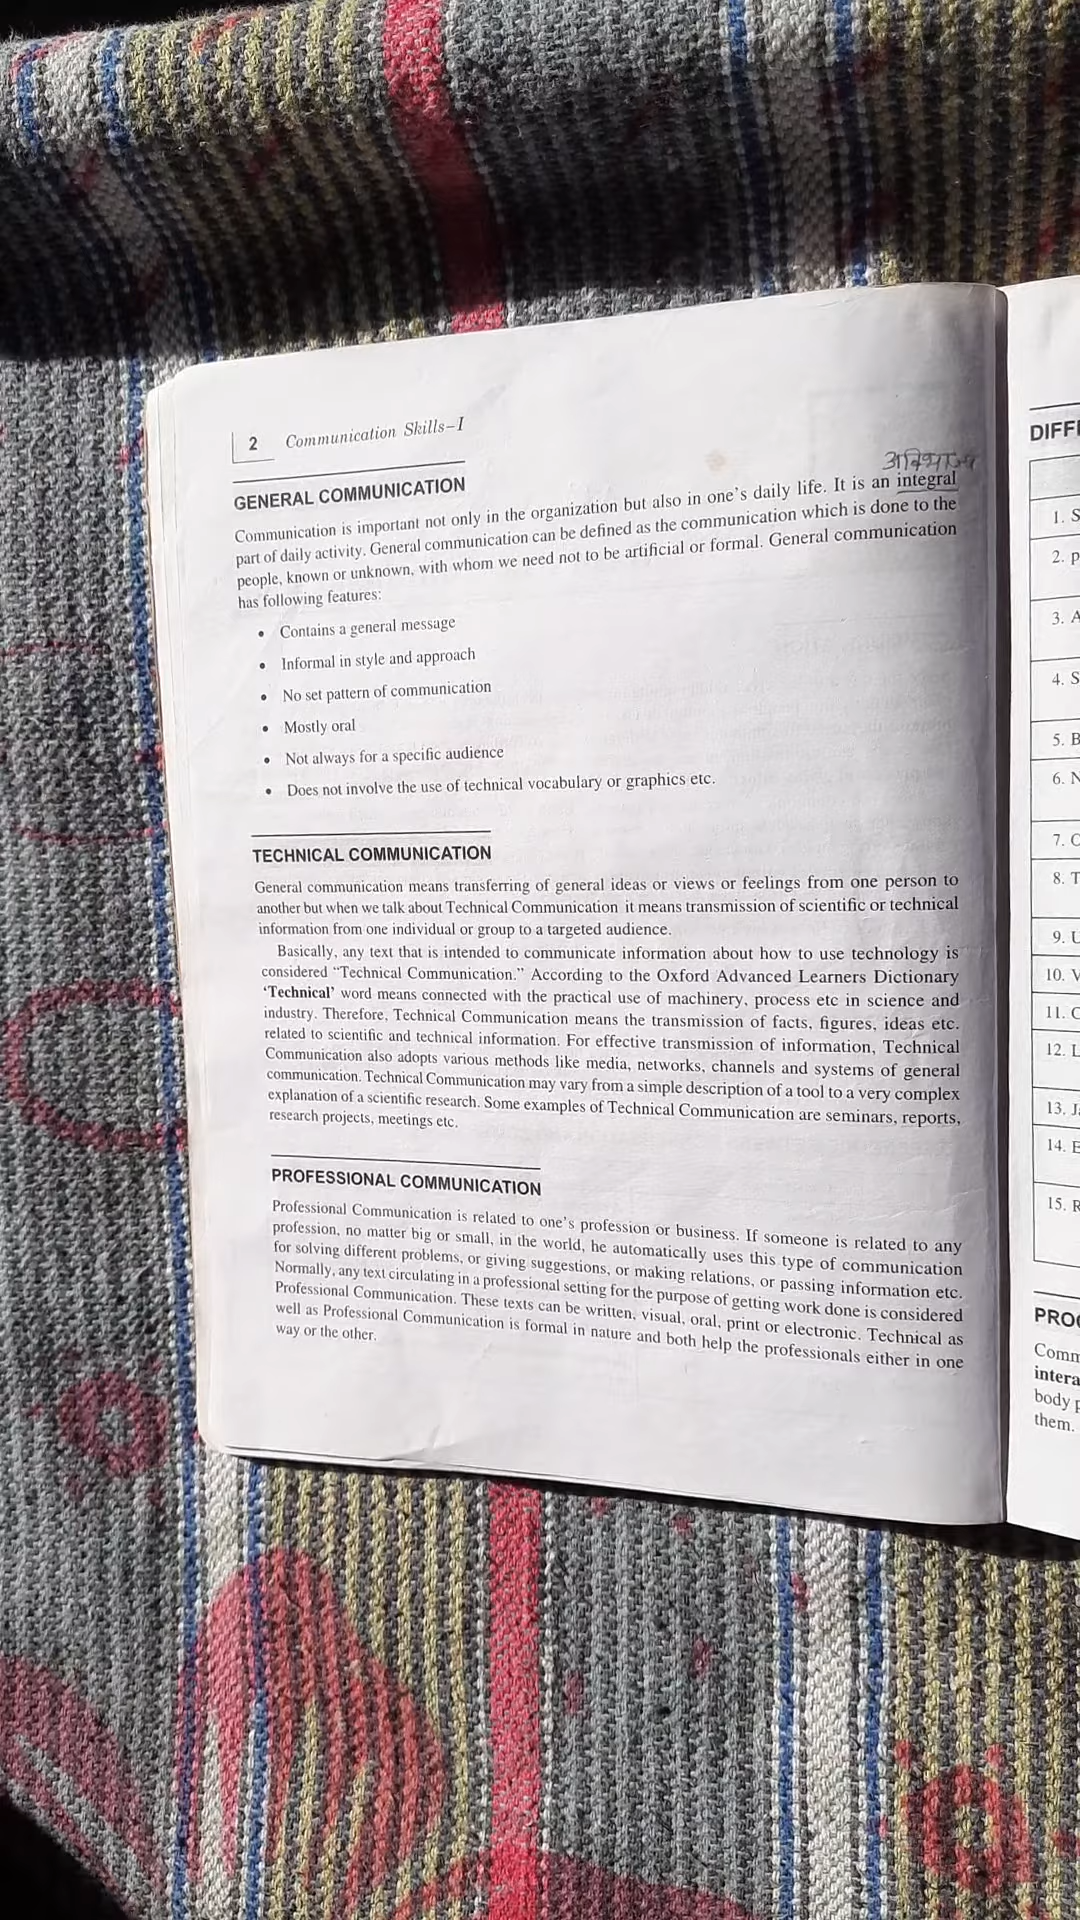 2 Communication Skills–I
अविभाज्य
GENERAL COMMUNICATION
Communication is important not only in the organization but also in one's daily life. It is an integral
part of daily activity. General communication can be defined as the communication which is done to the
people, known or unknown, with whom we need not to be artificial or formal. General communication
has following features:
• Contains a general message
• Informal in style and approach
• No set pattern of communication
• Mostly oral
• Not always for a specific audience
• Does not involve the use of technical vocabulary or graphics etc.
TECHNICAL COMMUNICATION
General communication means transferring of general ideas or views or feelings from one person to
another but when we talk about Technical Communication it means transmission of scientific or technical
information from one individual or group to a targeted audience.
Basically, any text that is intended to communicate information about how to use technology is
considered “Technical Communication.” According to the Oxford Advanced Learners Dictionary
‘Technical’ word means connected with the practical use of machinery, process etc in science and
industry. Therefore, Technical Communication means the transmission of facts, figures, ideas etc.
related to scientific and technical information. For effective transmission of information, Technical
Communication also adopts various methods like media, networks, channels and systems of general
communication. Technical Communication may vary from a simple description of a tool to a very complex
explanation of a scientific research. Some examples of Technical Communication are seminars, reports,
research projects, meetings etc.
PROFESSIONAL COMMUNICATION
Professional Communication is related to one's profession or business. If someone is related to any
profession, no matter big or small, in the world, he automatically uses this type of communication
for solving different problems, or giving suggestions, or making relations, or passing information etc.
Normally, any text circulating in a professional setting for the purpose of getting work done is considered
Professional Communication. These texts can be written, visual, oral, print or electronic. Technical as
well as Professional Communication is formal in nature and both help the professionals either in one
way or the other.
DIFF
1. S
2. p
3. A
4. S
5. B
6. N
7. C
8. T
9. U
10. V
11. C
12. L
13. J
14. E
15. R
PRO
Comm
intera
body p
them.